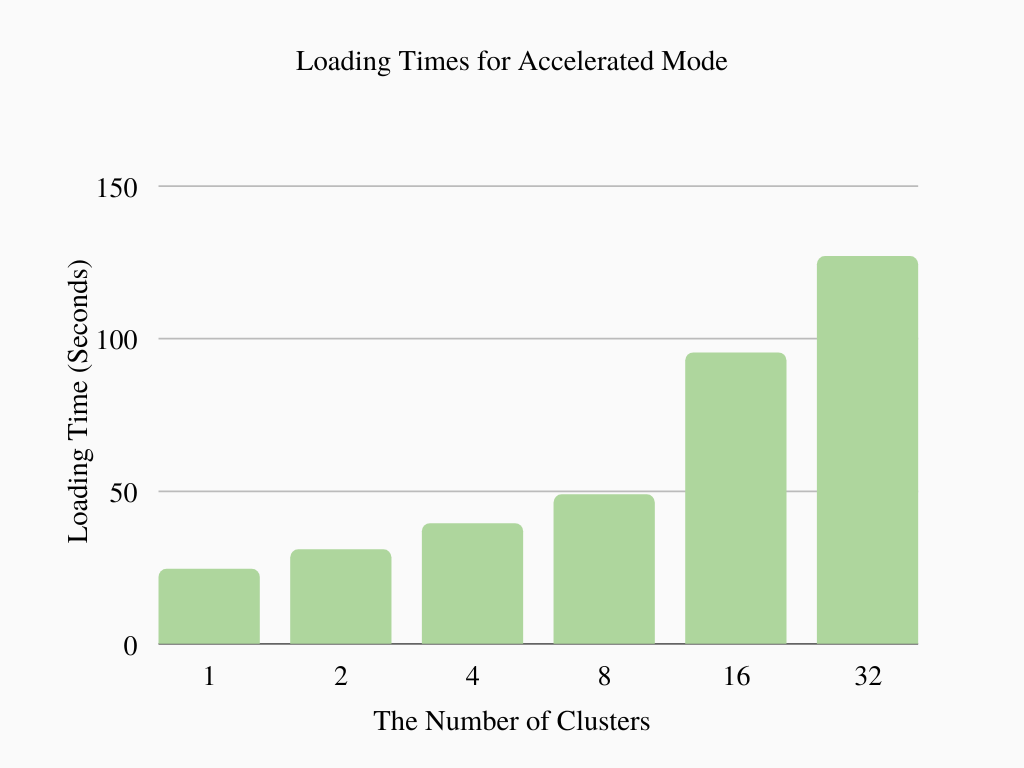 Loading Times for Accelerated Mode
150
100
50
0
Loading Time (Seconds)
1 2 4 8 16 32
The Number of Clusters